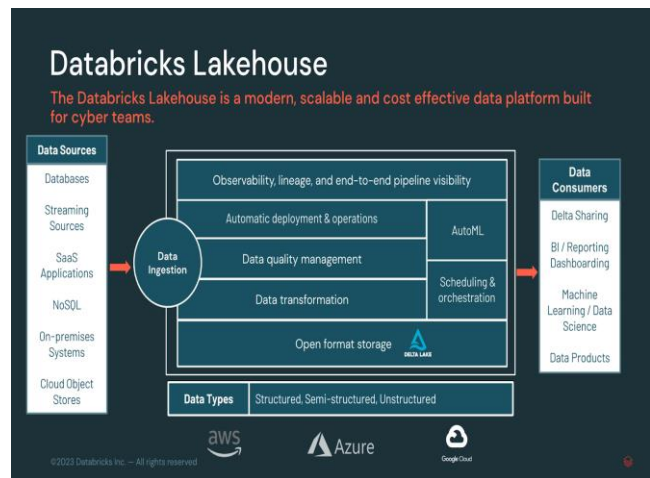 Databricks Lakehouse
The Databricks Lakehouse is a modern, scalable and cost effective data platform built
for cyber teams.
Data Sources
Databases
Streaming
Sources
SaaS
Applications
NoSQL
On-premises
Systems
Cloud Object
Stores
Data
Ingestion
Observability, lineage, and end-to-end pipeline visibility
Automatic deployment & operations
AutoML
Data quality management
Data transformation
Scheduling &
orchestration
Open format storage
DELTA LAKE
Data Types
Structured, Semi-structured, Unstructured
Data
Consumers
Delta Sharing
BI / Reporting
Dashboarding
Machine
Learning / Data
Science
Data Products
aws
Azure
Google Cloud
©2023 Databricks Inc. — All rights reserved